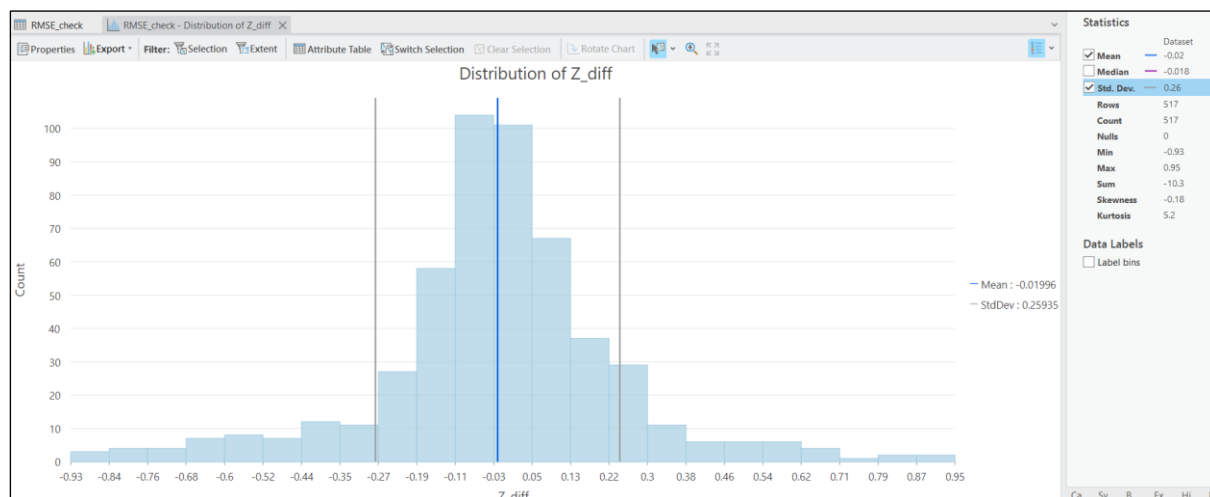 RMSE_check
RMSE_check - Distribution of Z_diff
Properties Export Filter: Selection Extent Attribute Table Switch Selection Clear Selection Rotate Chart
Distribution of Z_diff
Count
100
90
80
70
60
50
40
30
20
10
0
-0.93 -0.84 -0.76 -0.68 -0.6 -0.52 -0.44 -0.35 -0.27 -0.19 -0.11 -0.03 0.05 0.13 0.22 0.3 0.38 0.46 0.54 0.62 0.71 0.79 0.87 0.95
Z_diff
Mean : -0.01996
StdDev : 0.25935
Statistics
Dataset
Mean -0.02
Median -0.018
Std. Dev. 0.26
Rows 517
Count 517
Nulls 0
Min -0.93
Max 0.95
Sum -10.3
Skewness -0.18
Kurtosis 5.2
Data Labels
Label bins